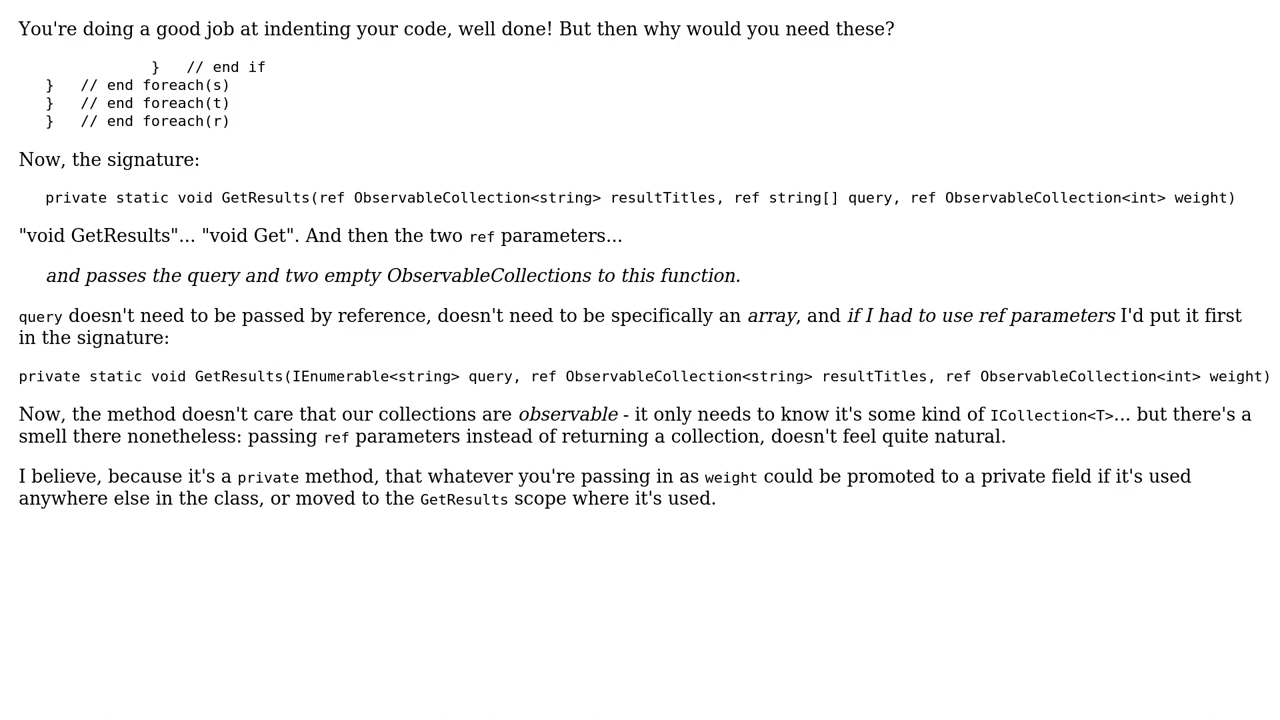 You're doing a good job at indenting your code, well done! But then why would you need these?
} // end if
} // end foreach(s)
} // end foreach(t)
} // end foreach(r)
Now, the signature:
private static void GetResults(ref ObservableCollection<string> resultTitles, ref string[] query, ref ObservableCollection<int> weight)
"void GetResults"... "void Get". And then the two ref parameters...
and passes the query and two empty ObservableCollections to this function.
query doesn't need to be passed by reference, doesn't need to be specifically an array, and if I had to use ref parameters I'd put it first
in the signature:
private static void GetResults(IEnumerable<string> query, ref ObservableCollection<string> resultTitles, ref ObservableCollection<int> weight)
Now, the method doesn't care that our collections are observable - it only needs to know it's some kind of ICollection<T>... but there's a
smell there nonetheless: passing ref parameters instead of returning a collection, doesn't feel quite natural.
I believe, because it's a private method, that whatever you're passing in as weight could be promoted to a private field if it's used
anywhere else in the class, or moved to the GetResults scope where it's used.